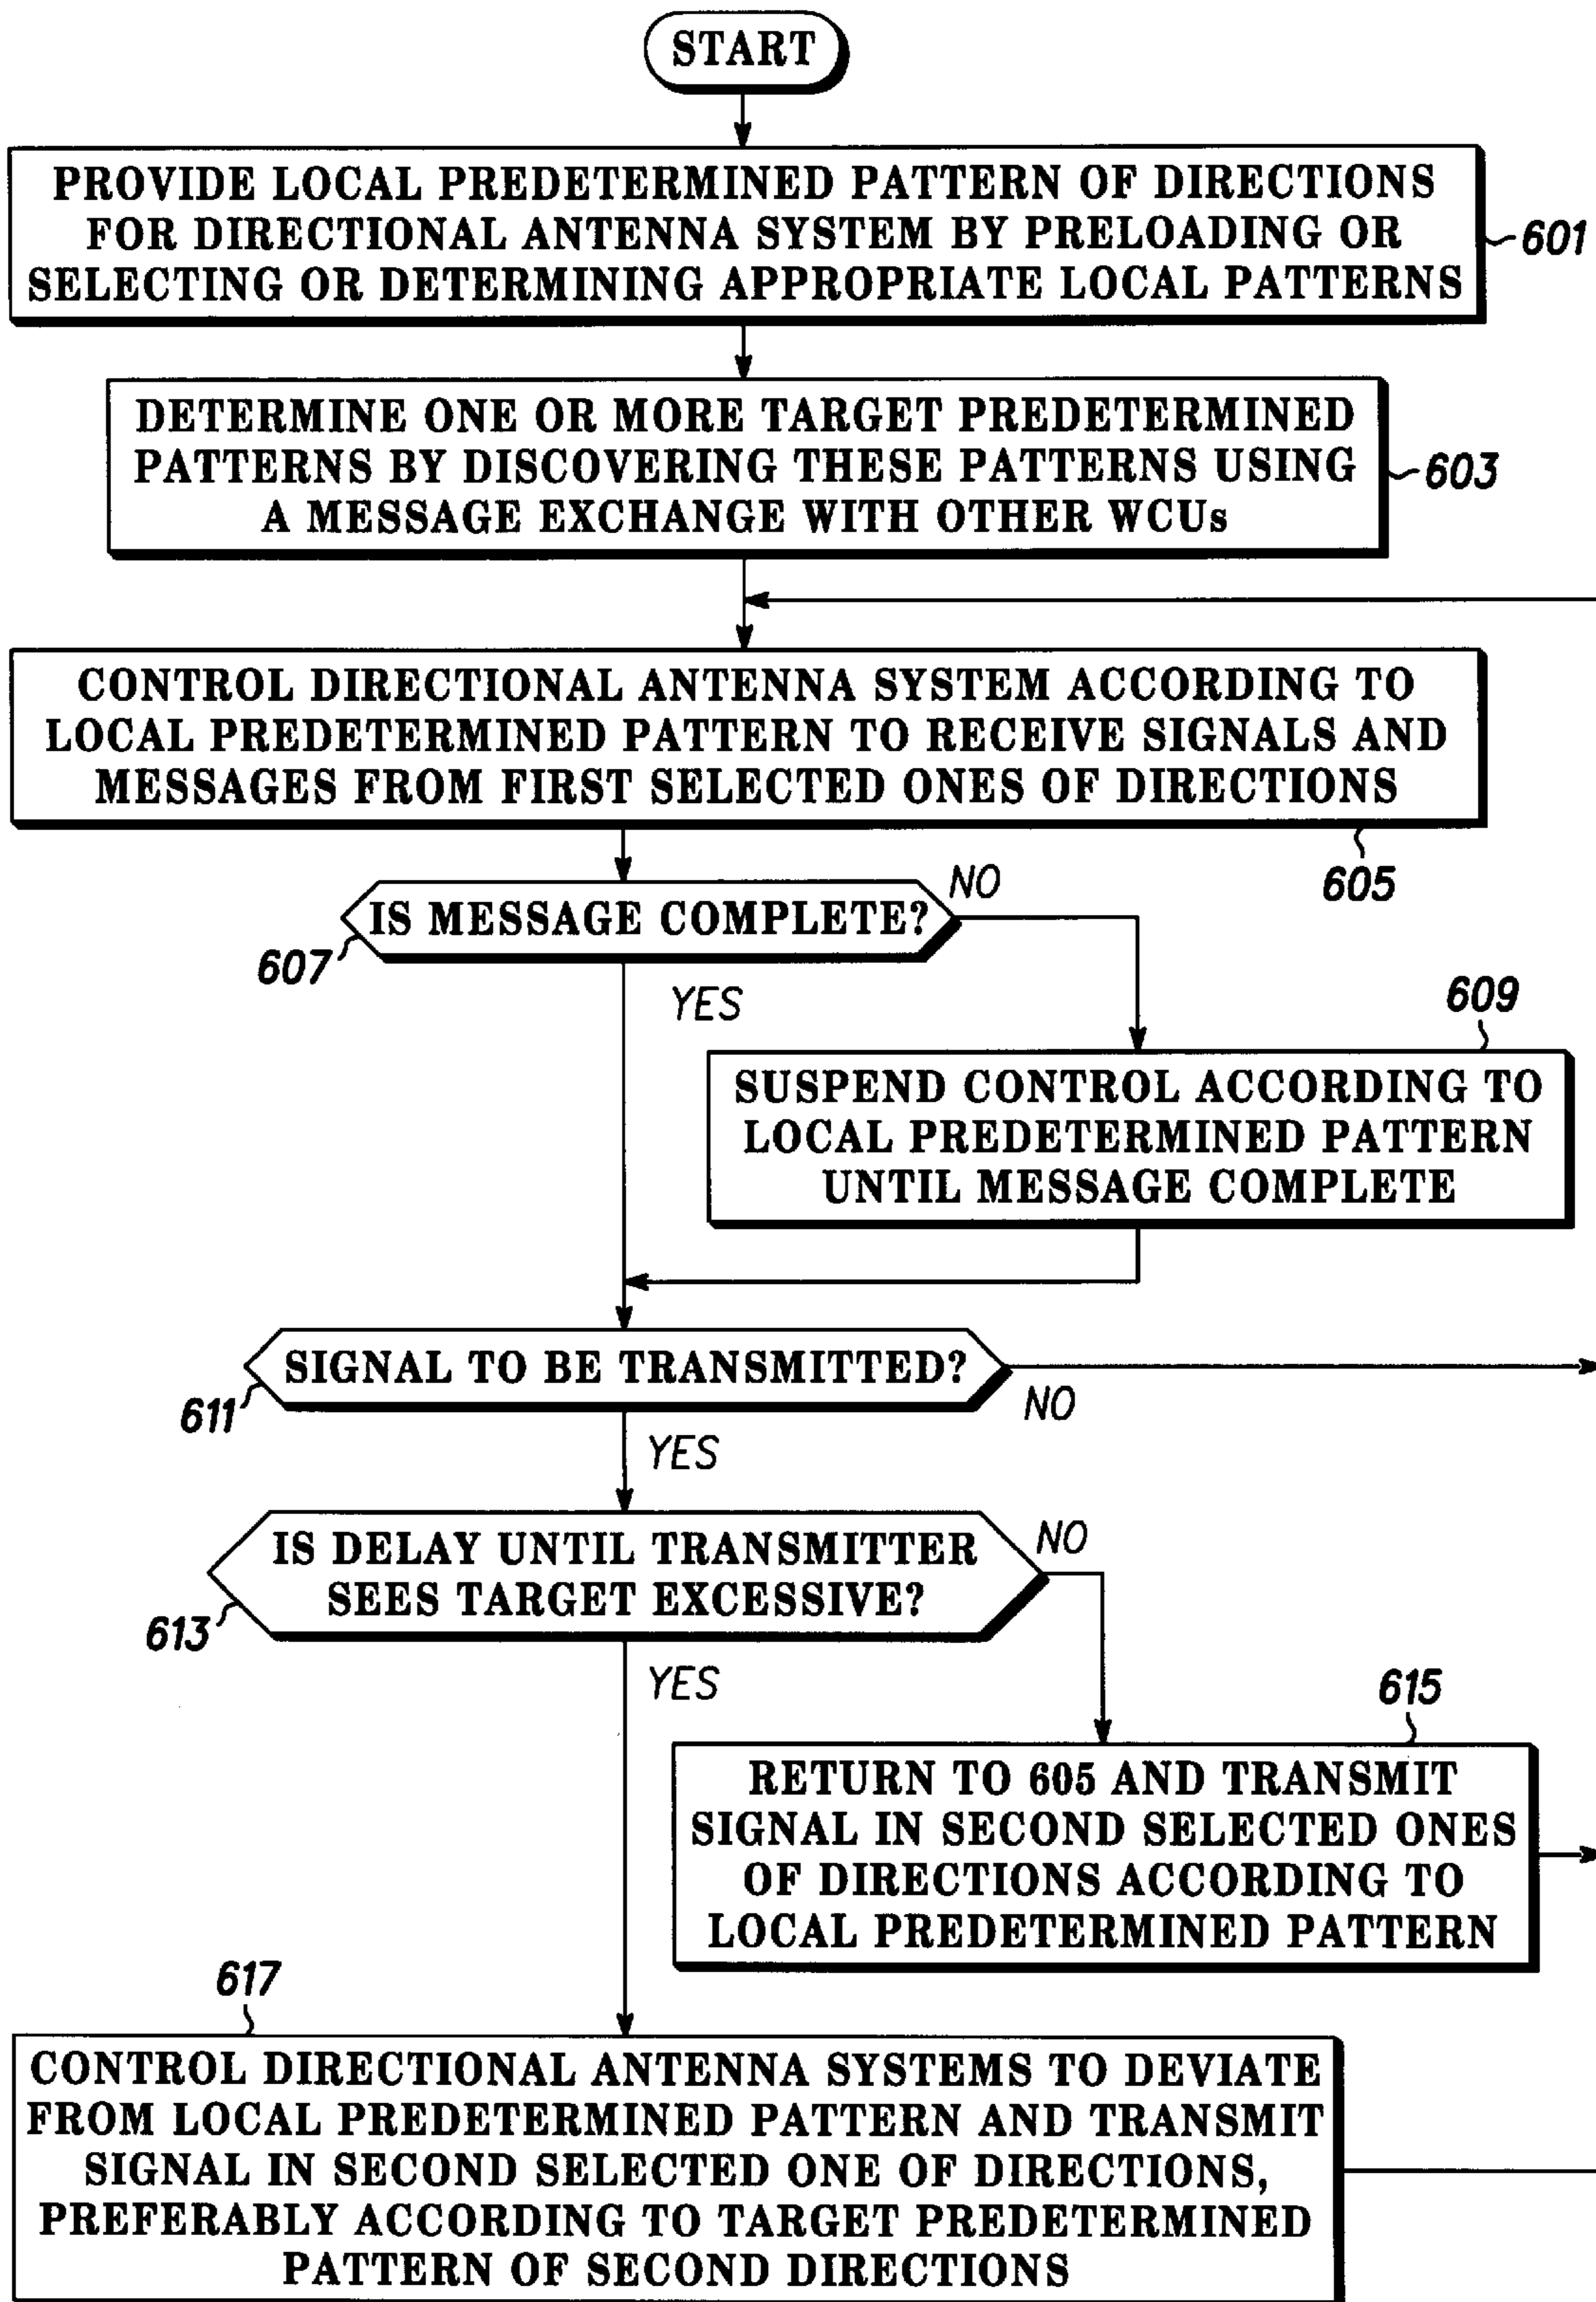 START
PROVIDE LOCAL PREDETERMINED PATTERN OF DIRECTIONS
FOR DIRECTIONAL ANTENNA SYSTEM BY PRELOADING OR
SELECTING OR DETERMINING APPROPRIATE LOCAL PATTERNS
601
DETERMINE ONE OR MORE TARGET PREDETERMINED
PATTERNS BY DISCOVERING THESE PATTERNS USING
A MESSAGE EXCHANGE WITH OTHER WCUs
603
CONTROL DIRECTIONAL ANTENNA SYSTEM ACCORDING TO
LOCAL PREDETERMINED PATTERN TO RECEIVE SIGNALS AND
MESSAGES FROM FIRST SELECTED ONES OF DIRECTIONS
605
IS MESSAGE COMPLETE?
NO
607
YES
609
SUSPEND CONTROL ACCORDING TO
LOCAL PREDETERMINED PATTERN
UNTIL MESSAGE COMPLETE
SIGNAL TO BE TRANSMITTED?
611
NO
YES
IS DELAY UNTIL TRANSMITTER
SEES TARGET EXCESSIVE?
NO
613
YES
615
RETURN TO 605 AND TRANSMIT
SIGNAL IN SECOND SELECTED ONES
OF DIRECTIONS ACCORDING TO
LOCAL PREDETERMINED PATTERN
617
CONTROL DIRECTIONAL ANTENNA SYSTEMS TO DEVIATE
FROM LOCAL PREDETERMINED PATTERN AND TRANSMIT
SIGNAL IN SECOND SELECTED ONE OF DIRECTIONS,
PREFERABLY ACCORDING TO TARGET PREDETERMINED
PATTERN OF SECOND DIRECTIONS